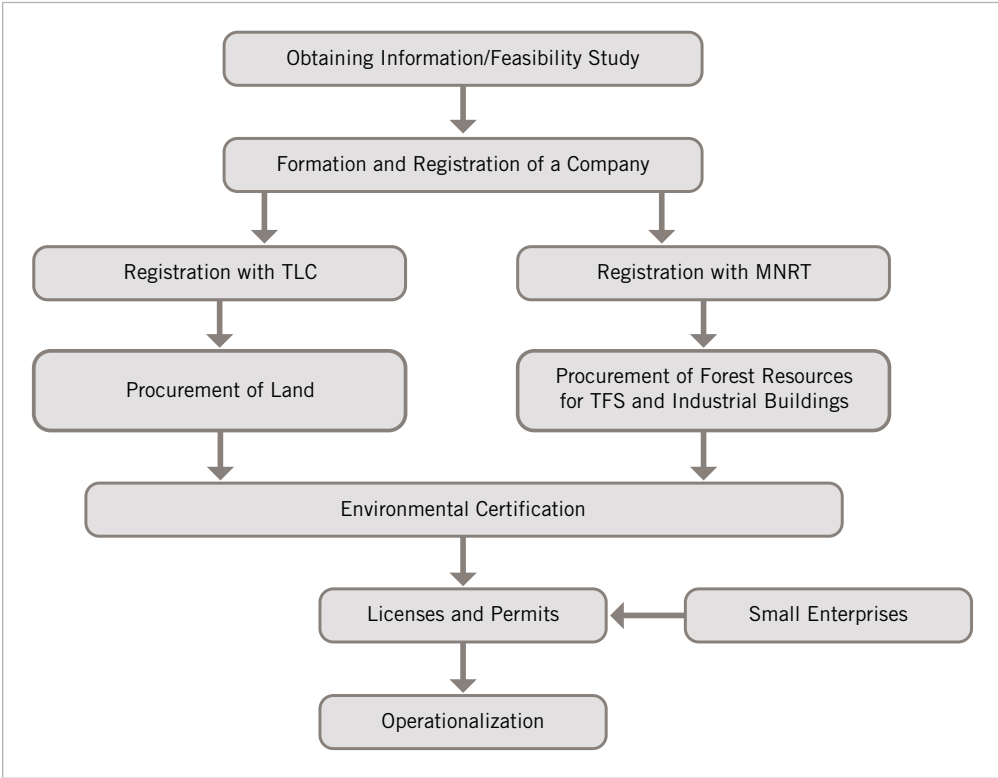 Obtaining Information/Feasibility Study
Formation and Registration of a Company
Registration with TLC
Registration with MNRT
Procurement of Land
Procurement of Forest Resources
for TFS and Industrial Buildings
Environmental Certification
Licenses and Permits
Small Enterprises
Operationalization